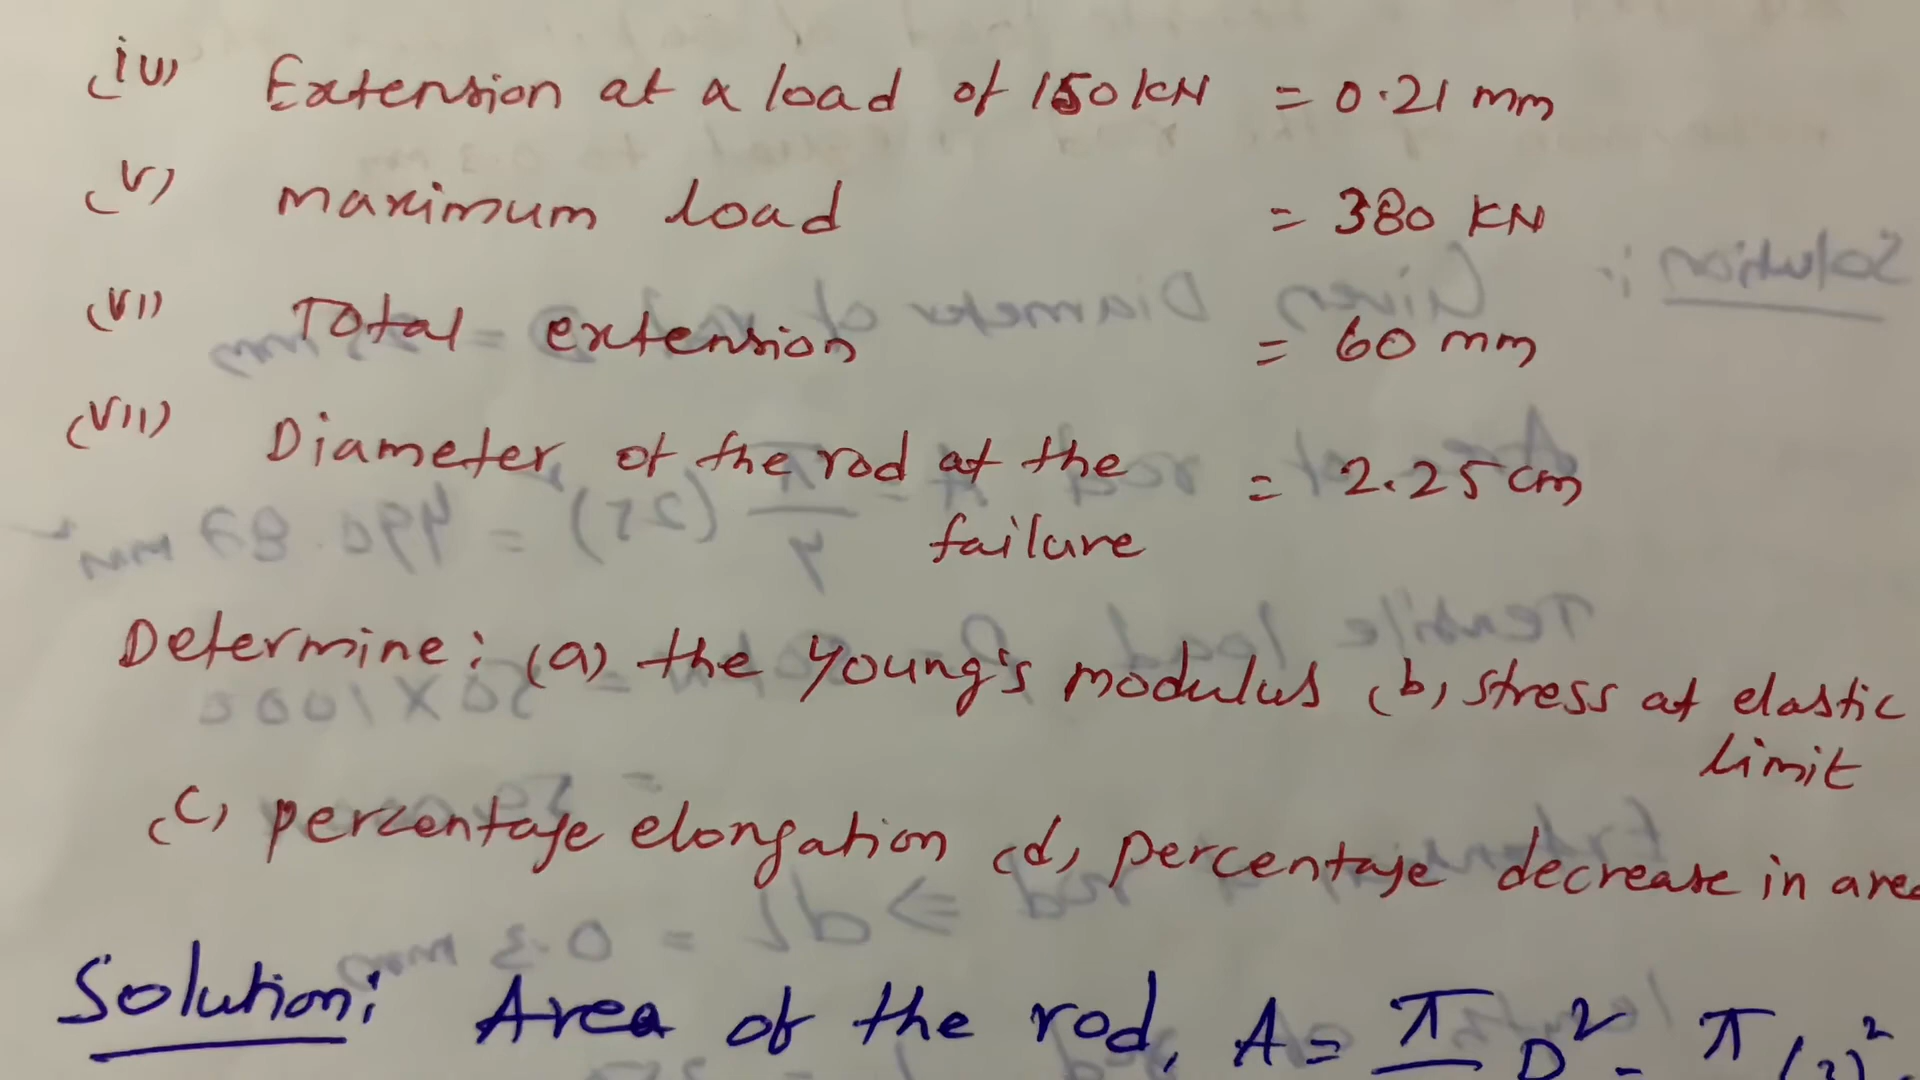 (iv) Extension at a load of 150 kN = 0.21 mm
(v) maximum load = 380 KN
(vi) Total extension = 60 mm
(vii) Diameter of the rod at the = 2.25 cm
failure
Determine: (a) the Young's modulus (b) stress at elastic
limit
(c) percentage elongation (d) percentage decrease in area
Solution: Area of the rod, A = π D² = π (3)²